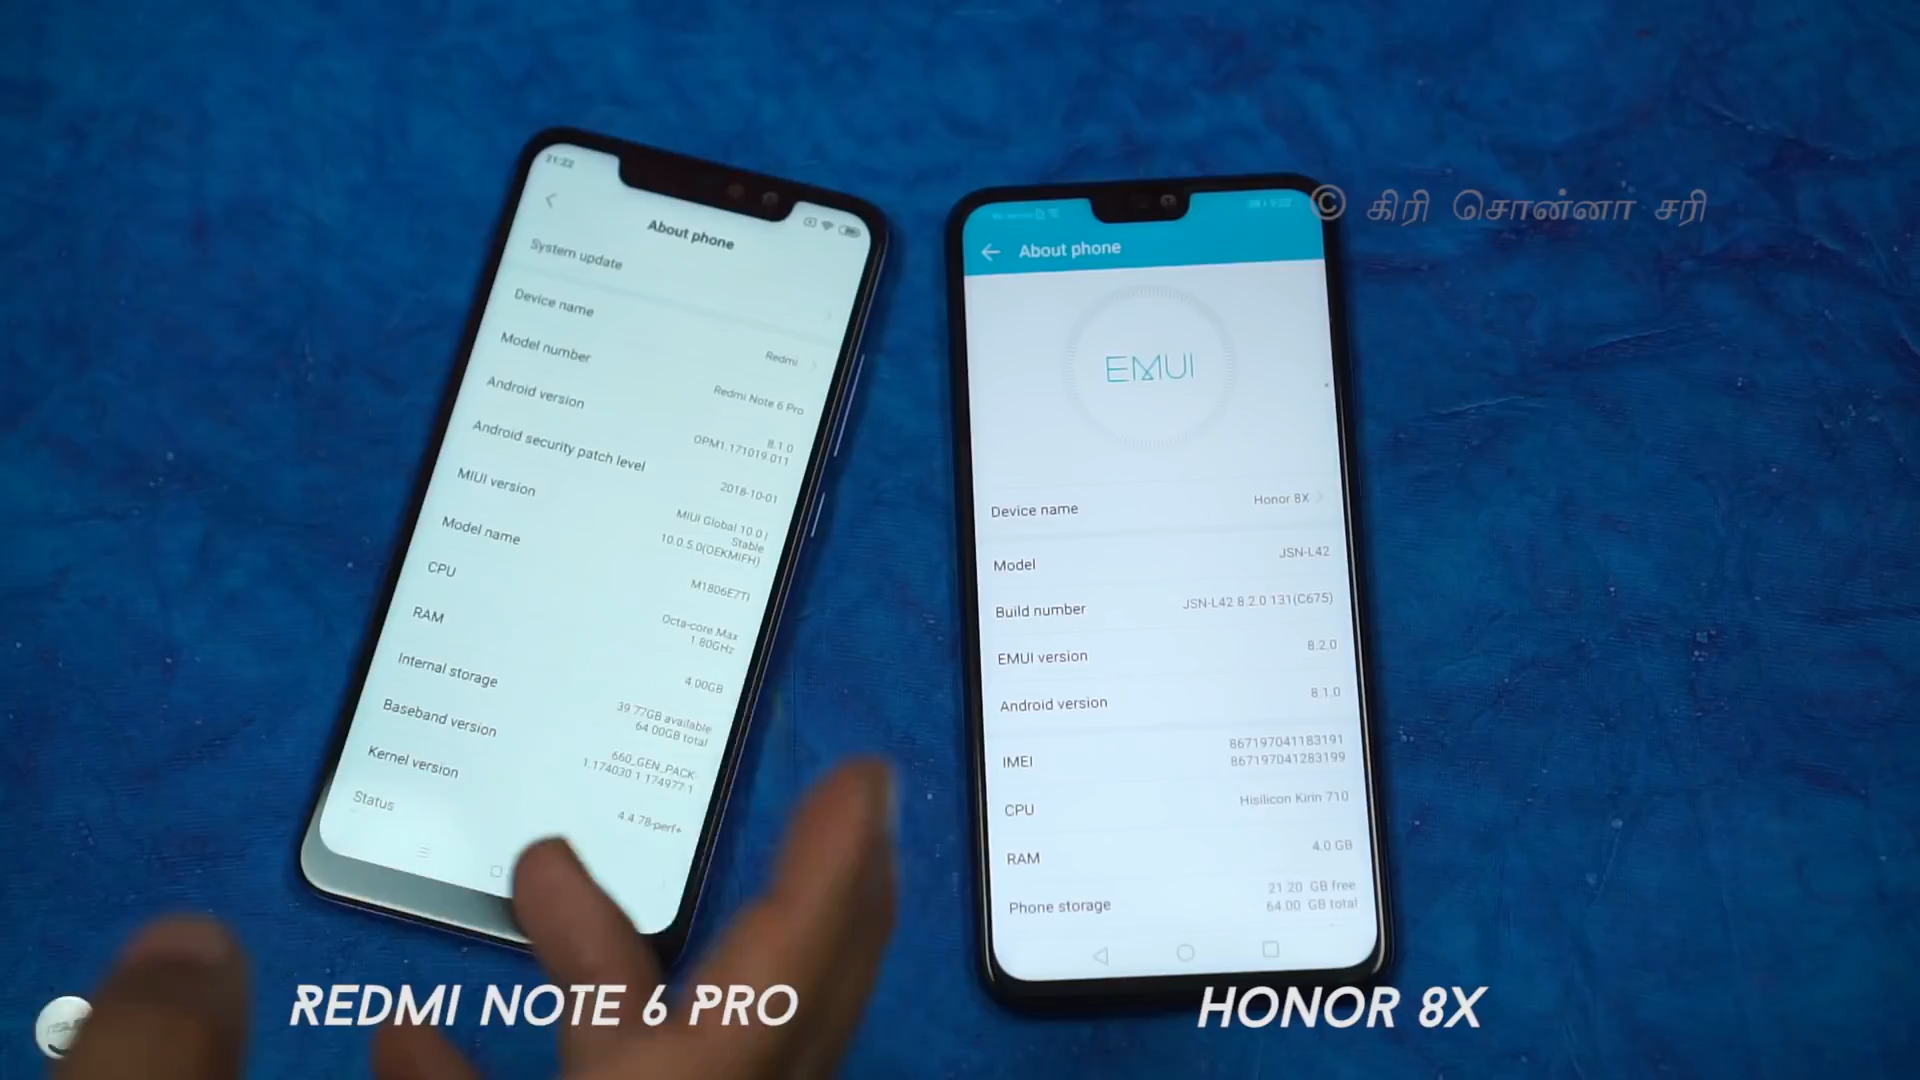 21:22
About phone
System update
Device name
Redmi
Model number
Redmi Note 6 Pro
Android version
8.1.0
OPM1.171019.011
Android security patch level
2018-10-01
MIUI version
MIUI Global 10.0 |
Stable
10.0.5.0(OEKMIFH)
Model name
M1806E7TI
CPU
Octa-core Max
1.80GHz
RAM
4.00GB
Internal storage
39.77GB available
64.00GB total
Baseband version
660_GEN_PACK-
1.174030.1.174977.1
Kernel version
4.4.78-perf+
Status
© கிரி சொன்னா சரி
About phone
EMUI
Device name Honor 8X
Model JSN-L42
Build number JSN-L42 8.2.0.131(C675)
EMUI version 8.2.0
Android version 8.1.0
IMEI 867197041183191
867197041283199
CPU Hisilicon Kirin 710
RAM 4.0 GB
Phone storage 21.20 GB free
64.00 GB total
REDMI NOTE 6 PRO
HONOR 8X